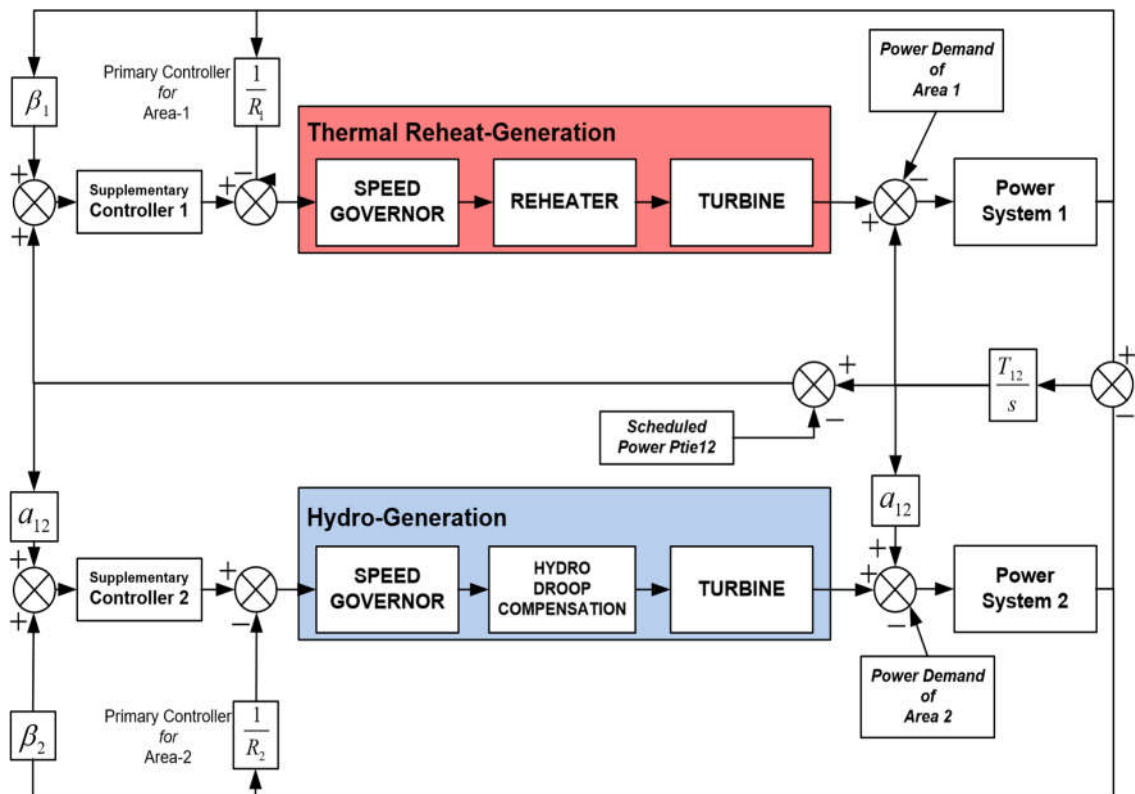 Power Demand
of
Area 1
Primary Controller
for
Area-1
1
R1
β1
Thermal Reheat-Generation
SPEED
GOVERNOR
REHEATER
TURBINE
Power
System 1
Supplementary
Controller 1
+
+
+
−
−
+
T12
s
+
−
+
−
Scheduled
Power Ptie12
a12
a12
Hydro-Generation
SPEED
GOVERNOR
HYDRO
DROOP
COMPENSATION
TURBINE
Power
System 2
Supplementary
Controller 2
+
+
+
−
+
+
−
Power Demand
of
Area 2
Primary Controller
for
Area-2
1
R2
β2